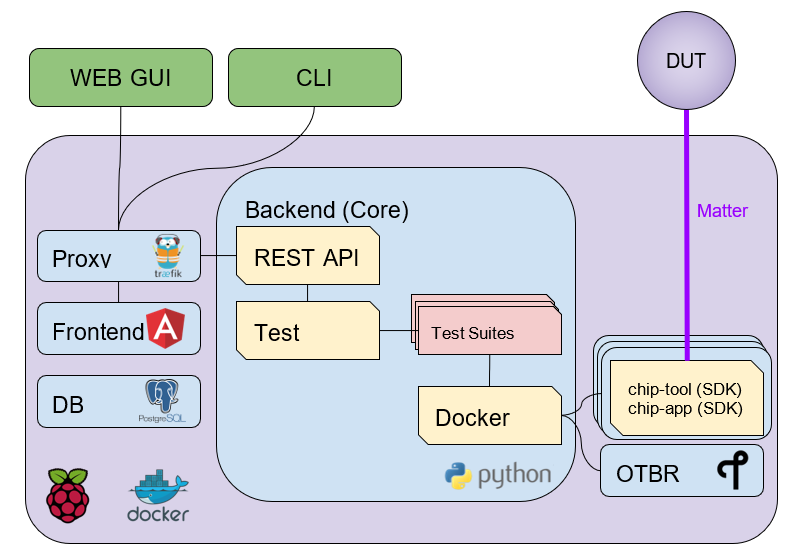 WEB GUI
CLI
DUT
Matter
Backend (Core)
Proxv
træfik
REST API
Frontend
Test
Test Suites
DB
PostgreSQL
Docker
chip-tool (SDK)
chip-app (SDK)
python
OTBR
docker